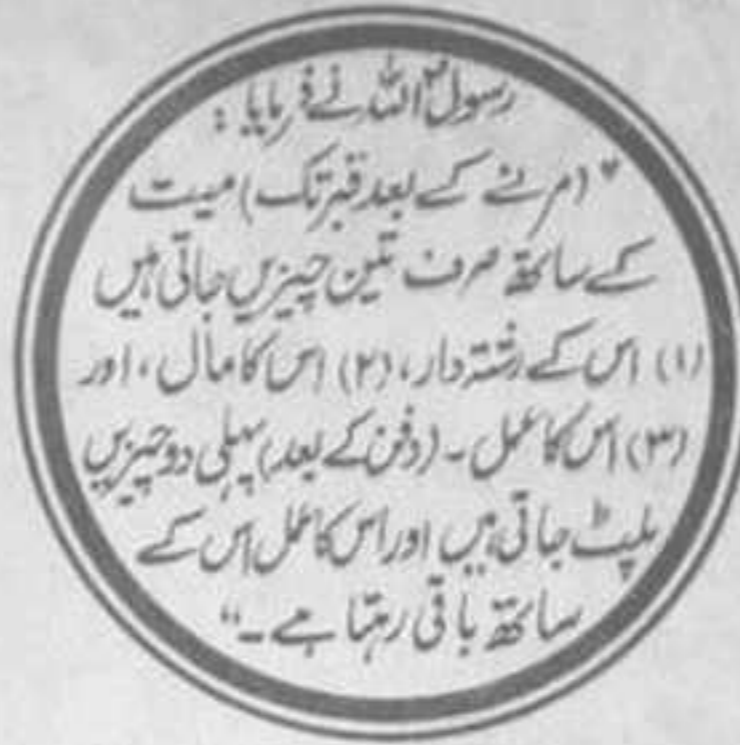 رسولؐ اللہ نے فرمایا :
"(مرنے کے بعد قبر تک) میت
کے ساتھ صرف تین چیزیں جاتی ہیں
(۱) اس کے رشتہ دار، (۲) اس کا مال، اور
(۳) اُس کا عمل۔ (دفن کے بعد) پہلی دو چیزیں
پلٹ جاتی ہیں اور اس کا عمل اُس کے
ساتھ باقی رہتا ہے۔"